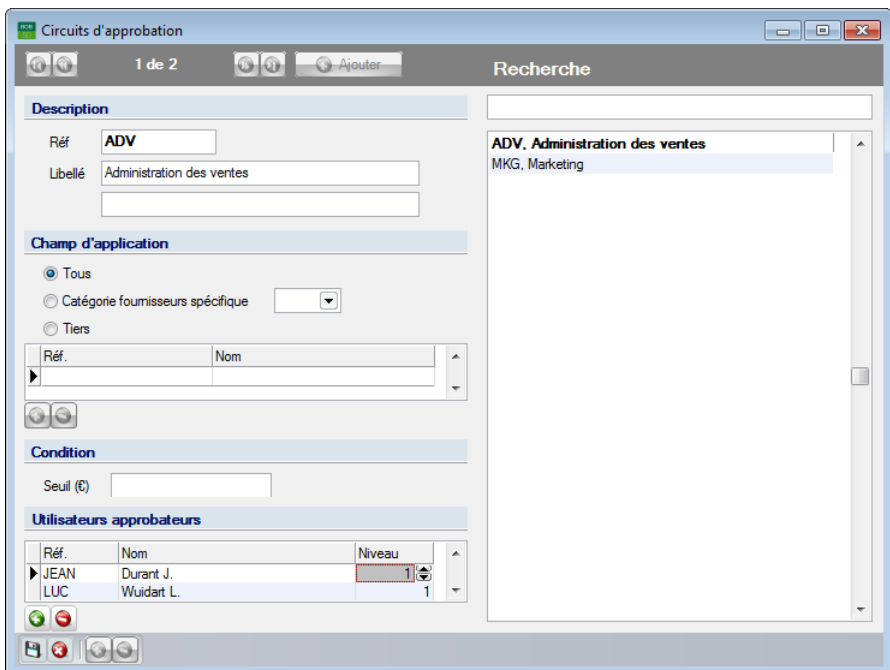 Circuits d'approbation
1 de 2
Ajouter
Recherche
Description
Réf ADV
Libellé Administration des ventes
ADV, Administration des ventes
MKG, Marketing
Champ d'application
Tous
Catégorie fournisseurs spécifique
Tiers
Réf. Nom
Condition
Seuil (€)
Utilisateurs approbateurs
Réf. Nom Niveau
JEAN Durant J. 1
LUC Wuidart L. 1